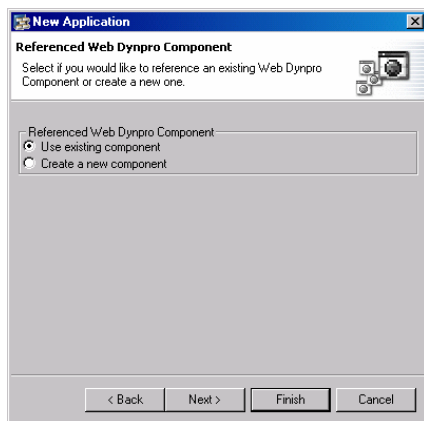 New Application
Referenced Web Dynpro Component
Select if you would like to reference an existing Web Dynpro
Component or create a new one.
Referenced Web Dynpro Component
Use existing component
Create a new component
< Back
Next >
Finish
Cancel